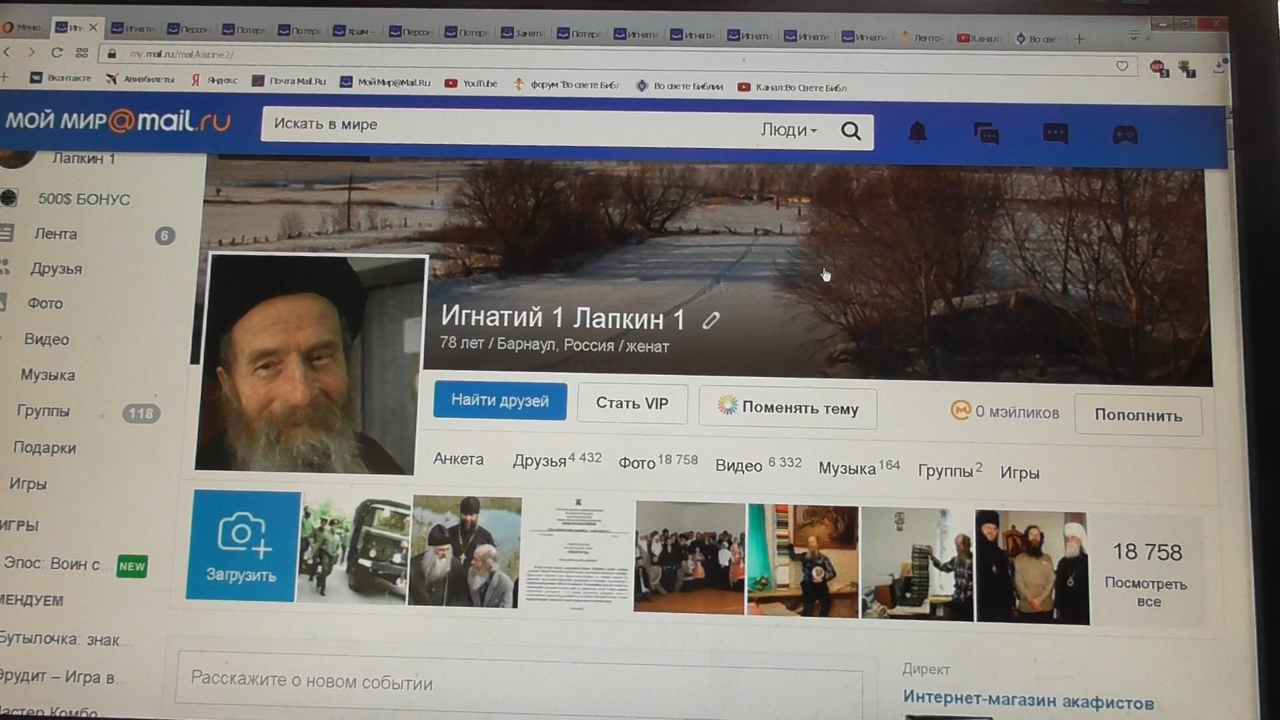 Меню
my.mail.ru/mail/
Вконтакте
Авиабилеты
Яндекс
Почта Mail.Ru
МойМир@Mail.Ru
YouTube
форум "Во свете Библ
Во свете Библии
Канал:Во Свете Библ
МОЙ МИР@mail.ru
Искать в мире
Люди
Лапкин 1
500$ БОНУС
Лента 6
Друзья
Фото
Видео
Музыка
Группы 118
Подарки
Игры
ИГРЫ
Эпос: Воин с... NEW
МЕНДУЕМ
Бутылочка: знак...
Эрудит – Игра в...
Игнатий 1 Лапкин 1
78 лет / Барнаул, Россия / женат
Найти друзей
Стать VIP
Поменять тему
0 мэйликов
Пополнить
Анкета Друзья 4 432 Фото 18 758 Видео 6 332 Музыка 164 Группы 2 Игры
Загрузить
18 758
Посмотреть
все
Расскажите о новом событии
Директ
Интернет-магазин акафистов